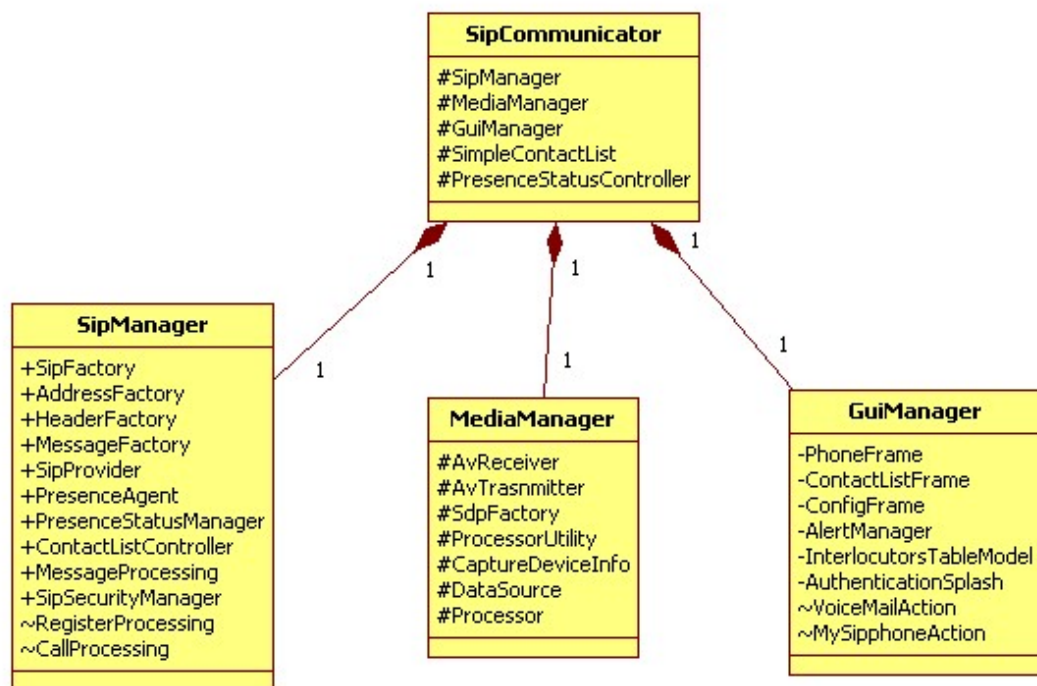 SipCommunicator
#SipManager
#MediaManager
#GuiManager
#SimpleContactList
#PresenceStatusController
1
1
1
SipManager
+SipFactory
+AddressFactory
+HeaderFactory
+MessageFactory
+SipProvider
+PresenceAgent
+PresenceStatusManager
+ContactListController
+MessageProcessing
+SipSecurityManager
~RegisterProcessing
~CallProcessing
1
1
MediaManager
#AvReceiver
#AvTrasnmitter
#SdpFactory
#ProcessorUtility
#CaptureDeviceInfo
#DataSource
#Processor
1
GuiManager
-PhoneFrame
-ContactListFrame
-ConfigFrame
-AlertManager
-InterlocutorsTableModel
-AuthenticationSplash
~VoiceMailAction
~MySipphoneAction